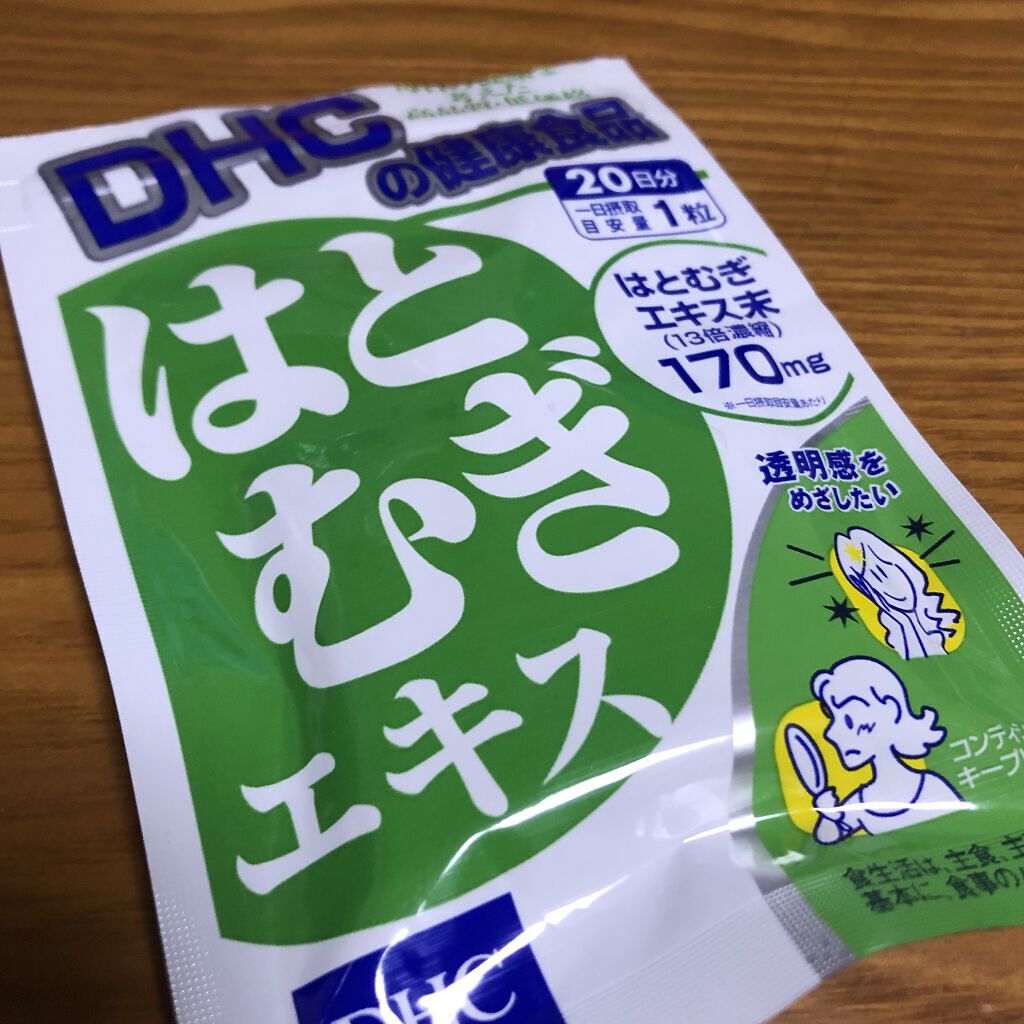 DHC
の健康食品
20日分
一日摂取
目安量 1粒
はとむぎ
エキス末
(13倍濃縮)
170mg
※一日摂取目安量あたり
はと
むぎ
エキス
透明感を
めざしたい
コンディ
キープ
食生活は、主食、主
基本に、食事の
DHC